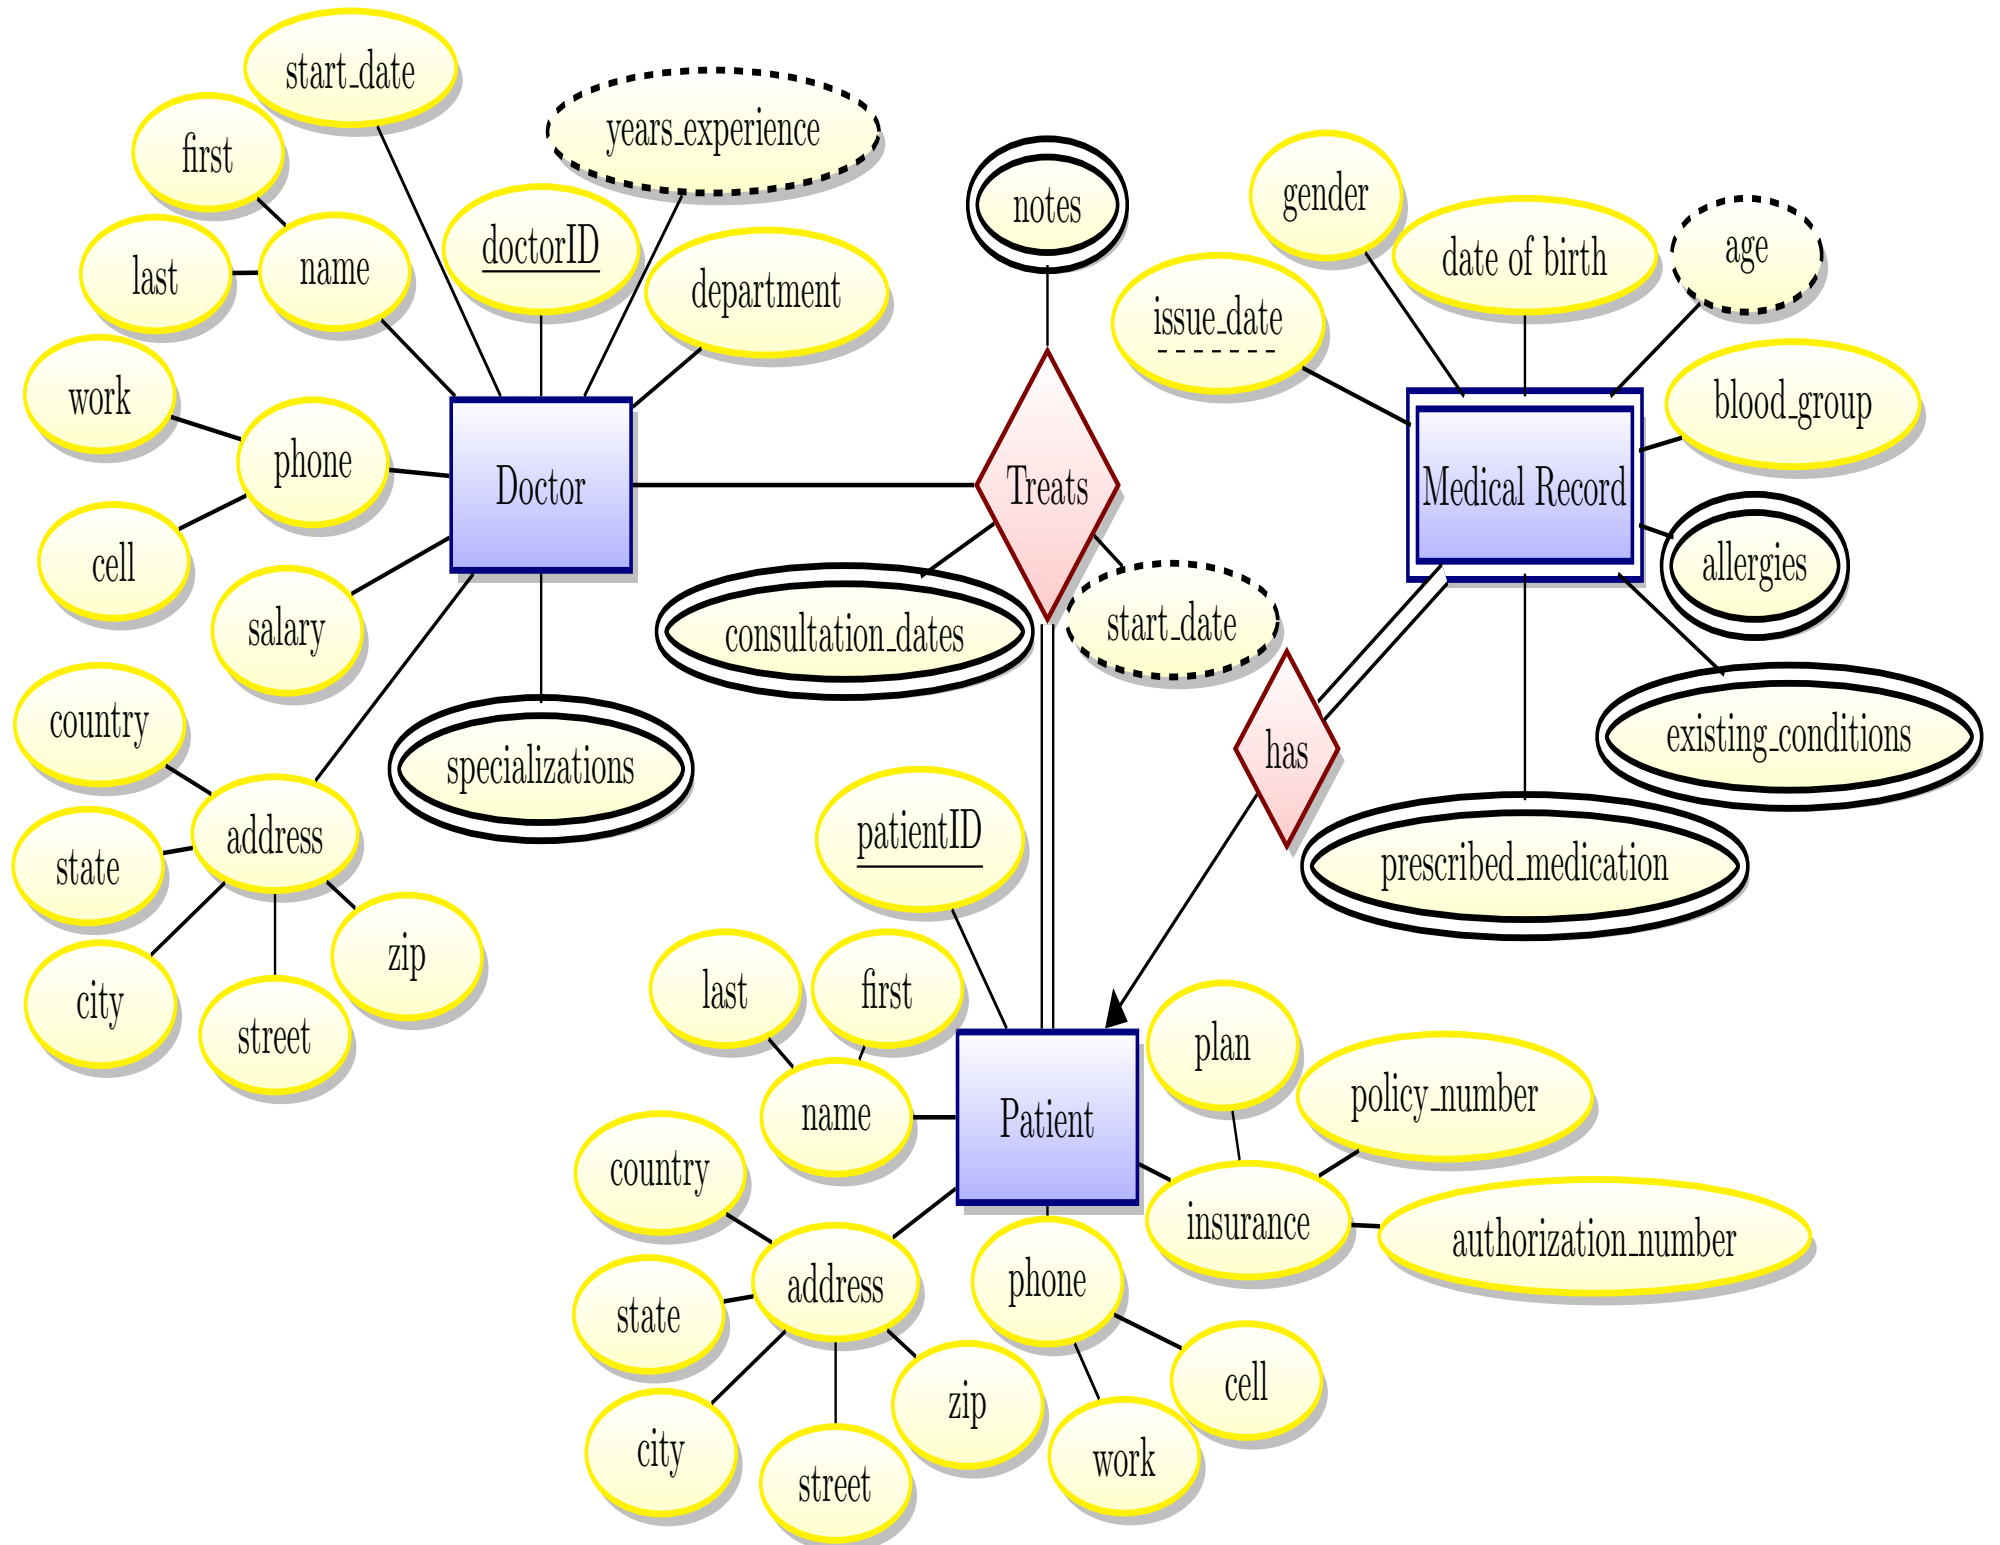 start_date
years_experience
first
notes
gender
doctorID
date of birth
age
last
name
department
issue_date
work
blood_group
phone
Doctor
Treats
Medical Record
cell
allergies
salary
consultation_dates
start_date
country
specializations
existing_conditions
has
address
state
patientID
prescribed_medication
zip
city
street
last
first
plan
policy_number
name
Patient
country
insurance
authorization_number
address
phone
state
cell
zip
city
work
street